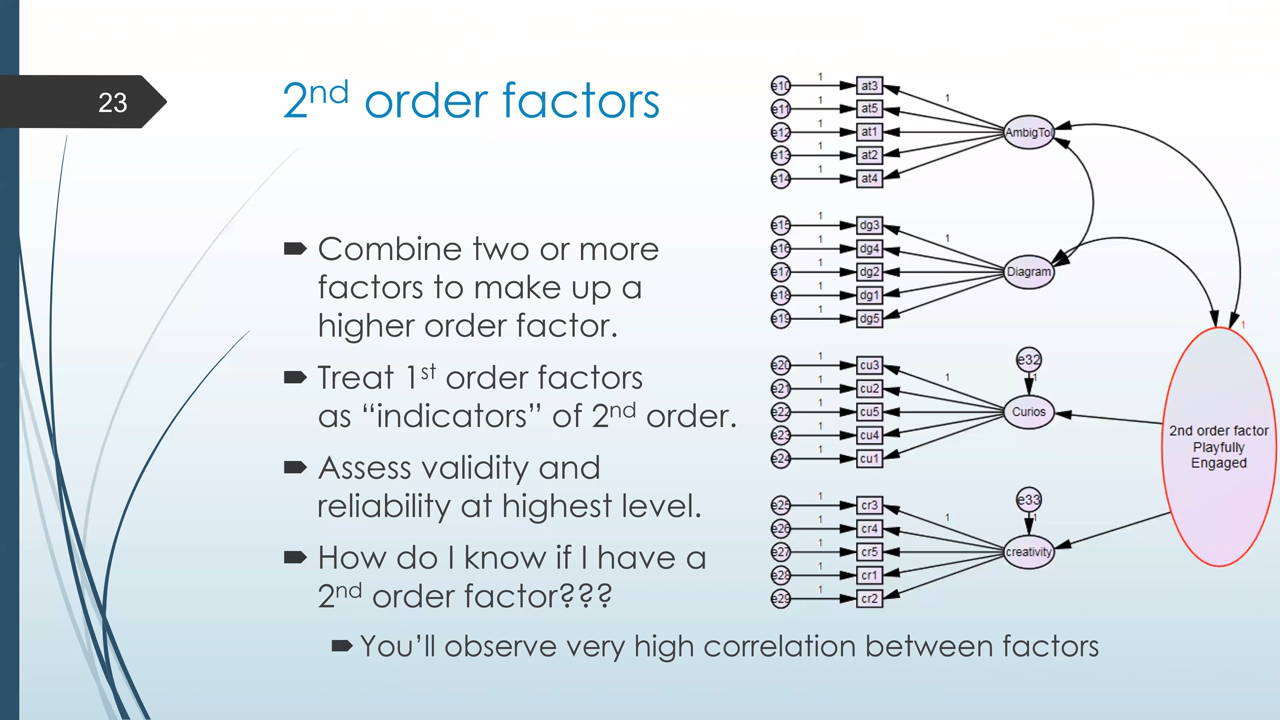 23
2nd order factors
Combine two or more
factors to make up a
higher order factor.
Treat 1st order factors
as “indicators” of 2nd order.
Assess validity and
reliability at highest level.
How do I know if I have a
2nd order factor???
You’ll observe very high correlation between factors
e10 1 at3
1
e11 1 at5
e12 1 at1
AmbigTol
e13 1 at2
e14 1 at4
e15 1 dg3
1
e16 1 dg4
e17 1 dg2
Diagram
e18 1 dg1
e19 1 dg5
1
e20 1 cu3
1
e32
1
e21 1 cu2
e22 1 cu5
Curios
e23 1 cu4
e24 1 cu1
2nd order factor
Playfully
Engaged
e25 1 cr3
1
e33
1
e26 1 cr4
e27 1 cr5
creativity
e28 1 cr1
e29 1 cr2